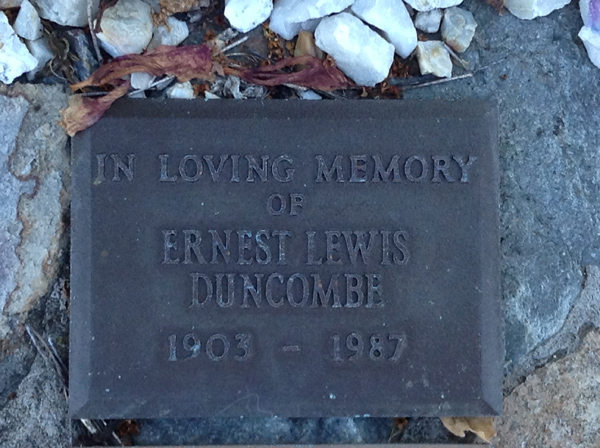 IN LOVING MEMORY
OF
ERNEST LEWIS
DUNCOMBE
1903 - 1987